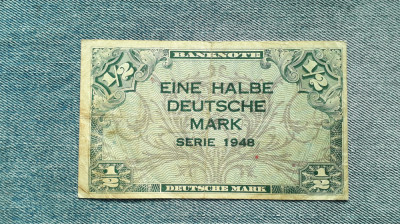 BANKNOTE
1/2 1/2
EINE HALBE
DEUTSCHE
MARK
SERIE 1948
1/2 1/2
DEUTSCHE MARK